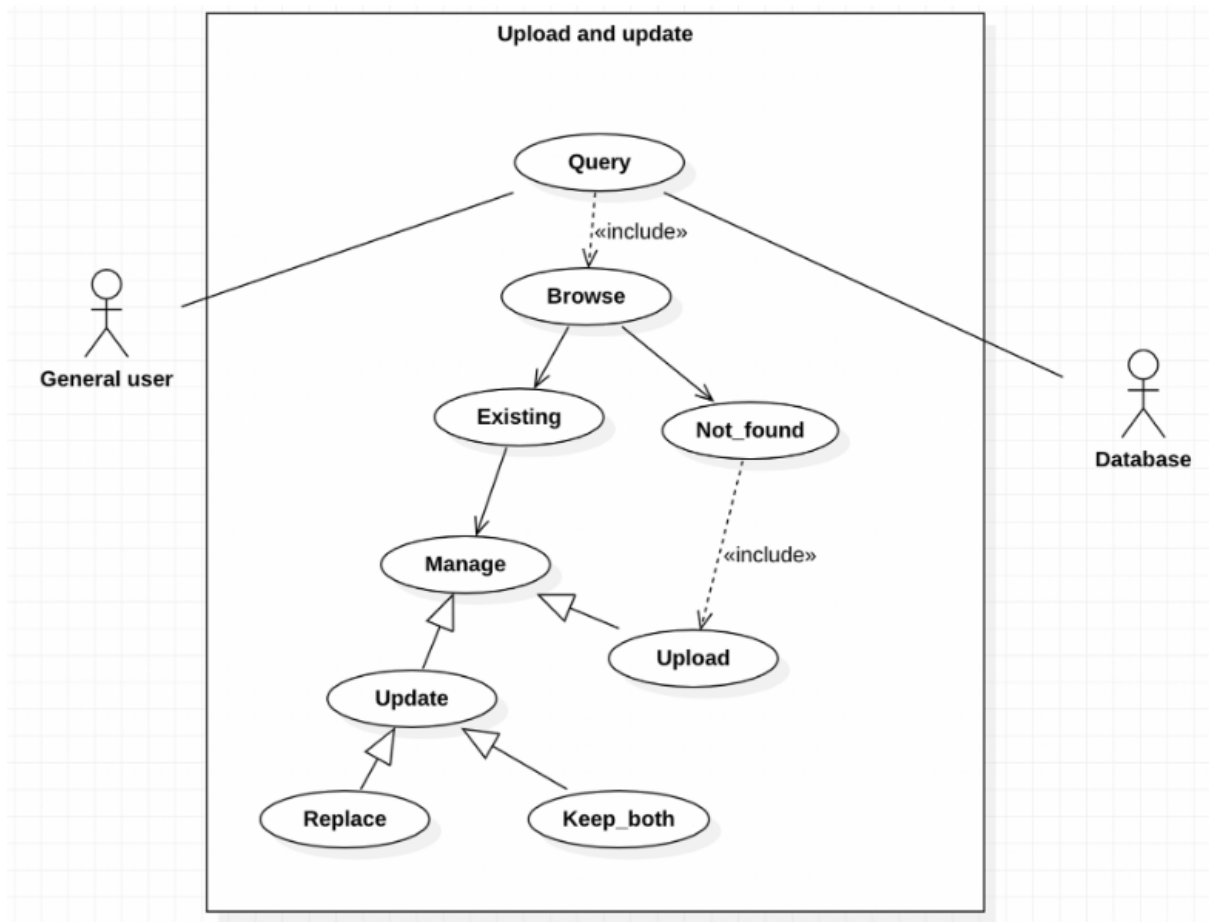 Upload and update
Query
«include»
Browse
General user
Existing
Not_found
Database
«include»
Manage
Upload
Update
Replace
Keep_both